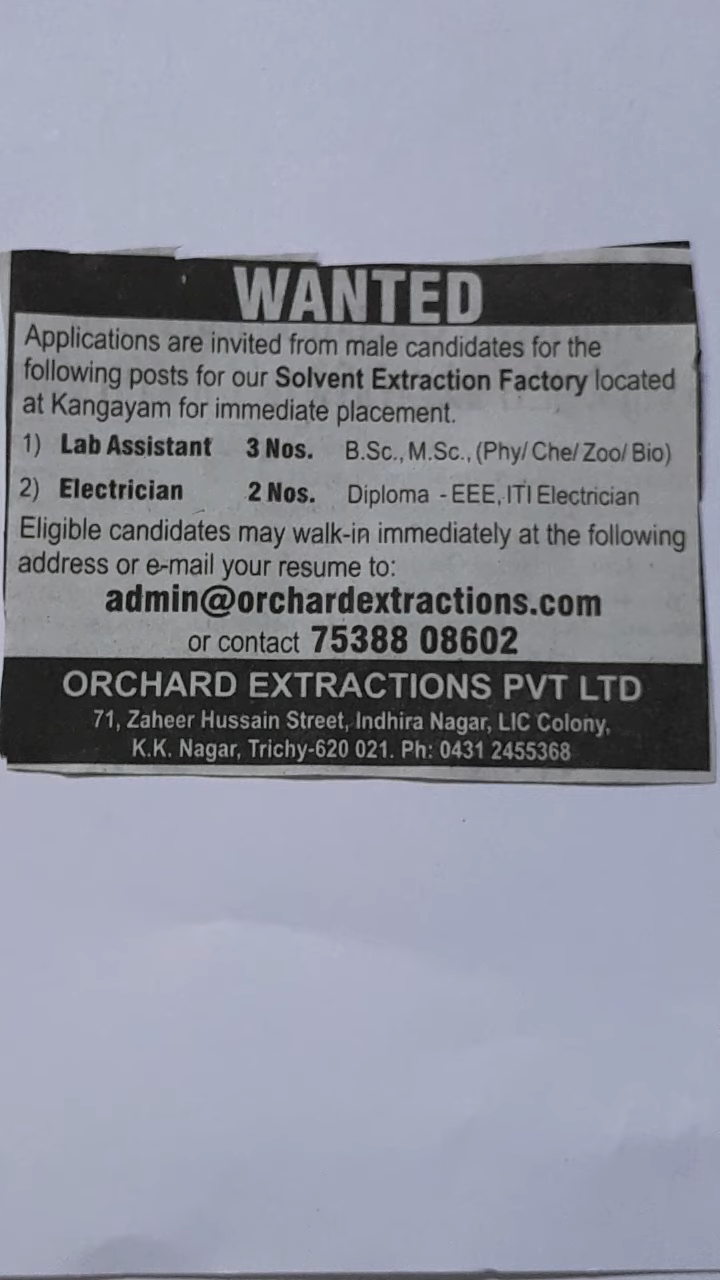 WANTED
Applications are invited from male candidates for the
following posts for our Solvent Extraction Factory located
at Kangayam for immediate placement.
1) Lab Assistant 3 Nos. B.Sc., M.Sc., (Phy/ Che/ Zoo/ Bio)
2) Electrician 2 Nos. Diploma - EEE, ITI Electrician
Eligible candidates may walk-in immediately at the following
address or e-mail your resume to:
admin@orchardextractions.com
or contact 75388 08602
ORCHARD EXTRACTIONS PVT LTD
71, Zaheer Hussain Street, Indhira Nagar, LIC Colony,
K.K. Nagar, Trichy-620 021. Ph: 0431 2455368